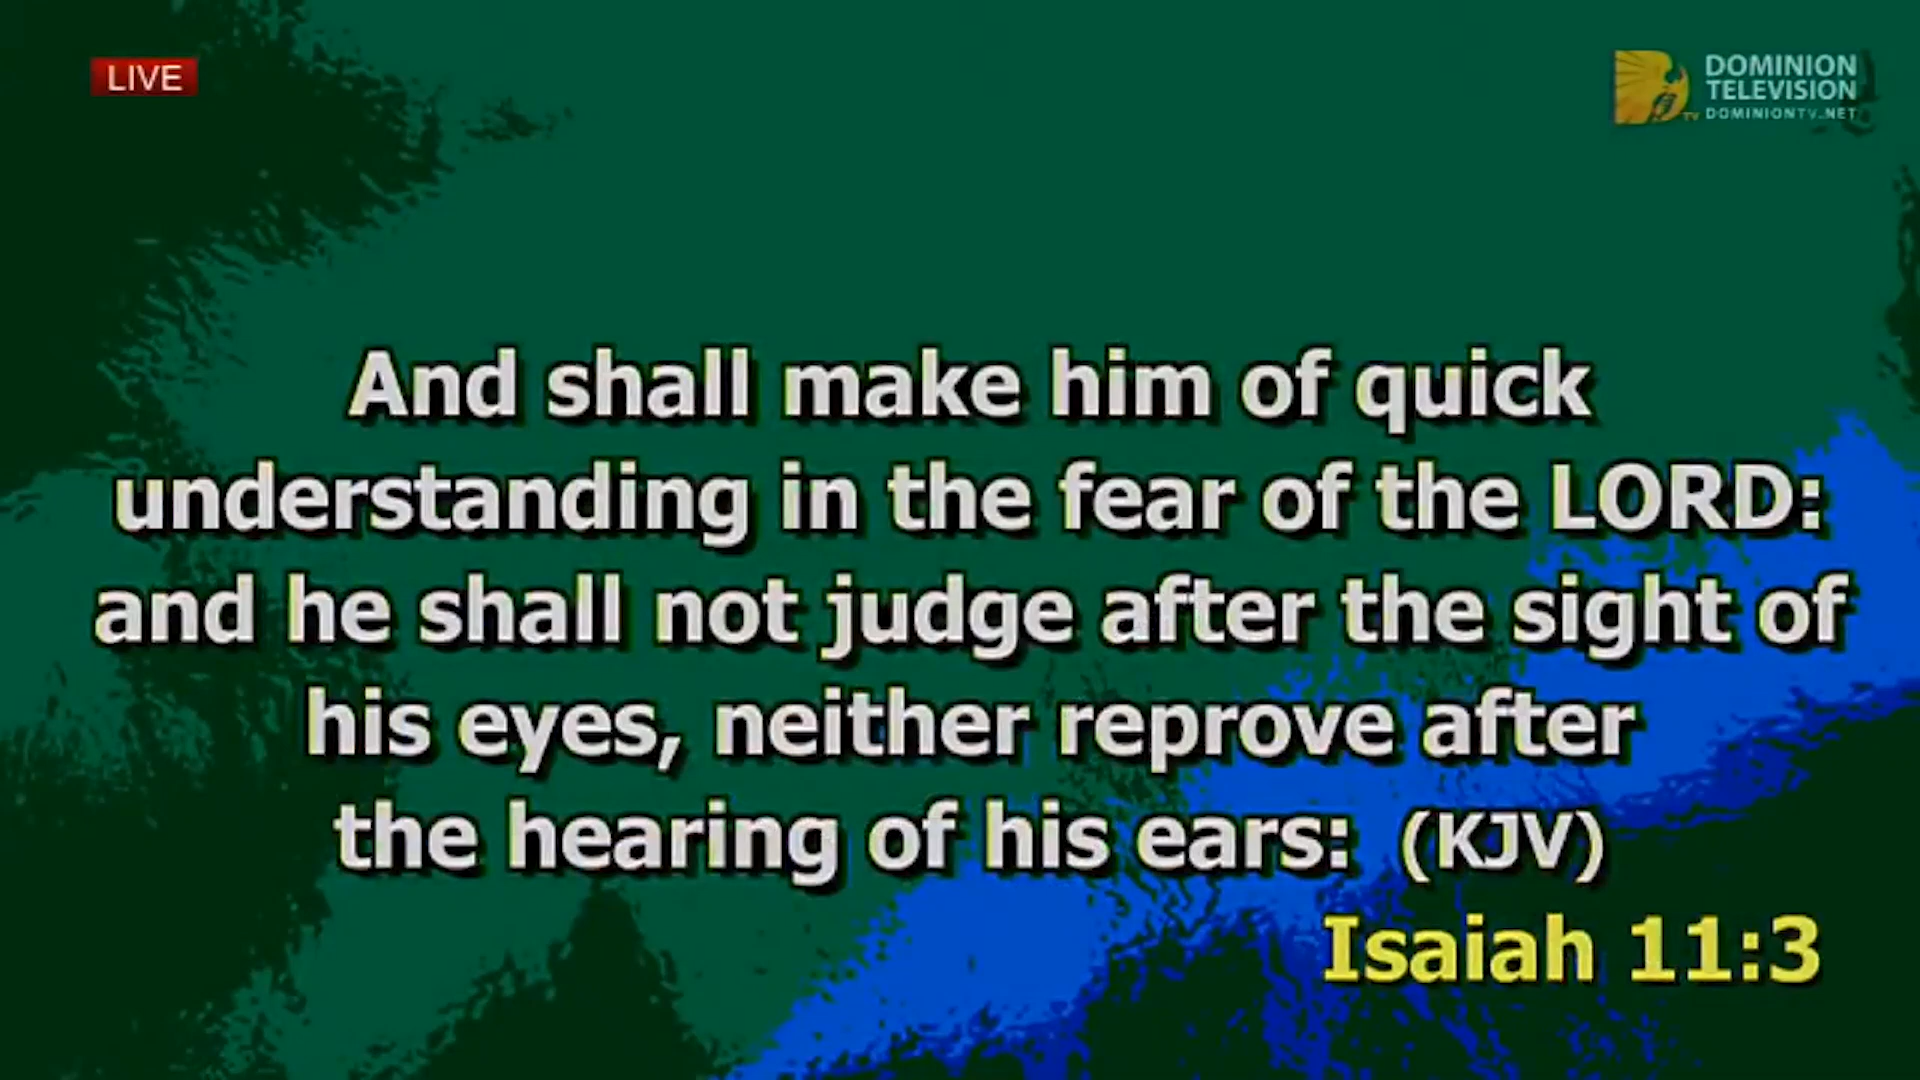 LIVE
DOMINION
TELEVISION
TV DOMINIONTV.NET
And shall make him of quick
understanding in the fear of the LORD:
and he shall not judge after the sight of
his eyes, neither reprove after
the hearing of his ears: (KJV)
Isaiah 11:3